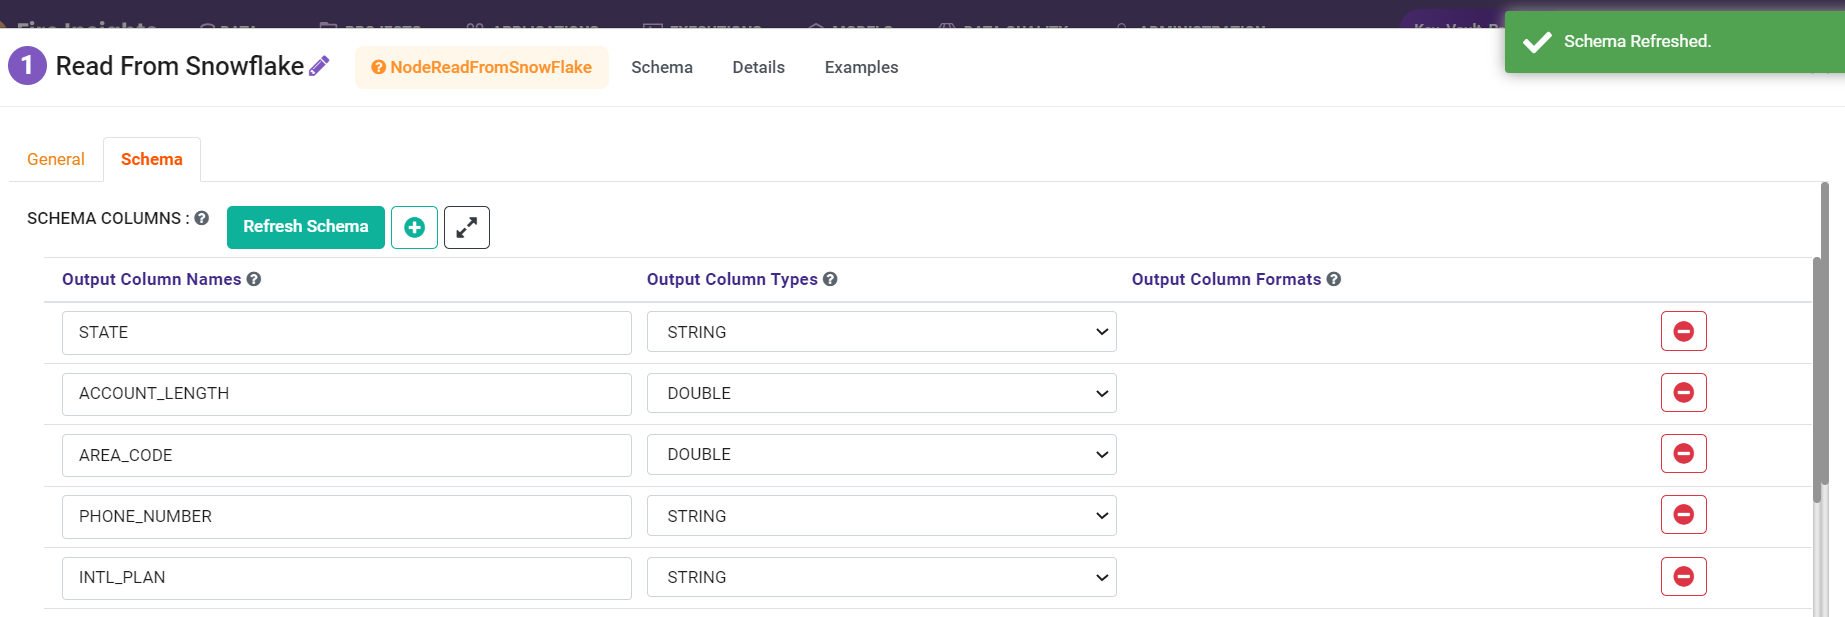 1 Read From Snowflake NodeReadFromSnowFlake Schema Details Examples
Schema Refreshed.
General Schema
SCHEMA COLUMNS : Refresh Schema
Output Column Names Output Column Types Output Column Formats
STATE STRING
ACCOUNT_LENGTH DOUBLE
AREA_CODE DOUBLE
PHONE_NUMBER STRING
INTL_PLAN STRING